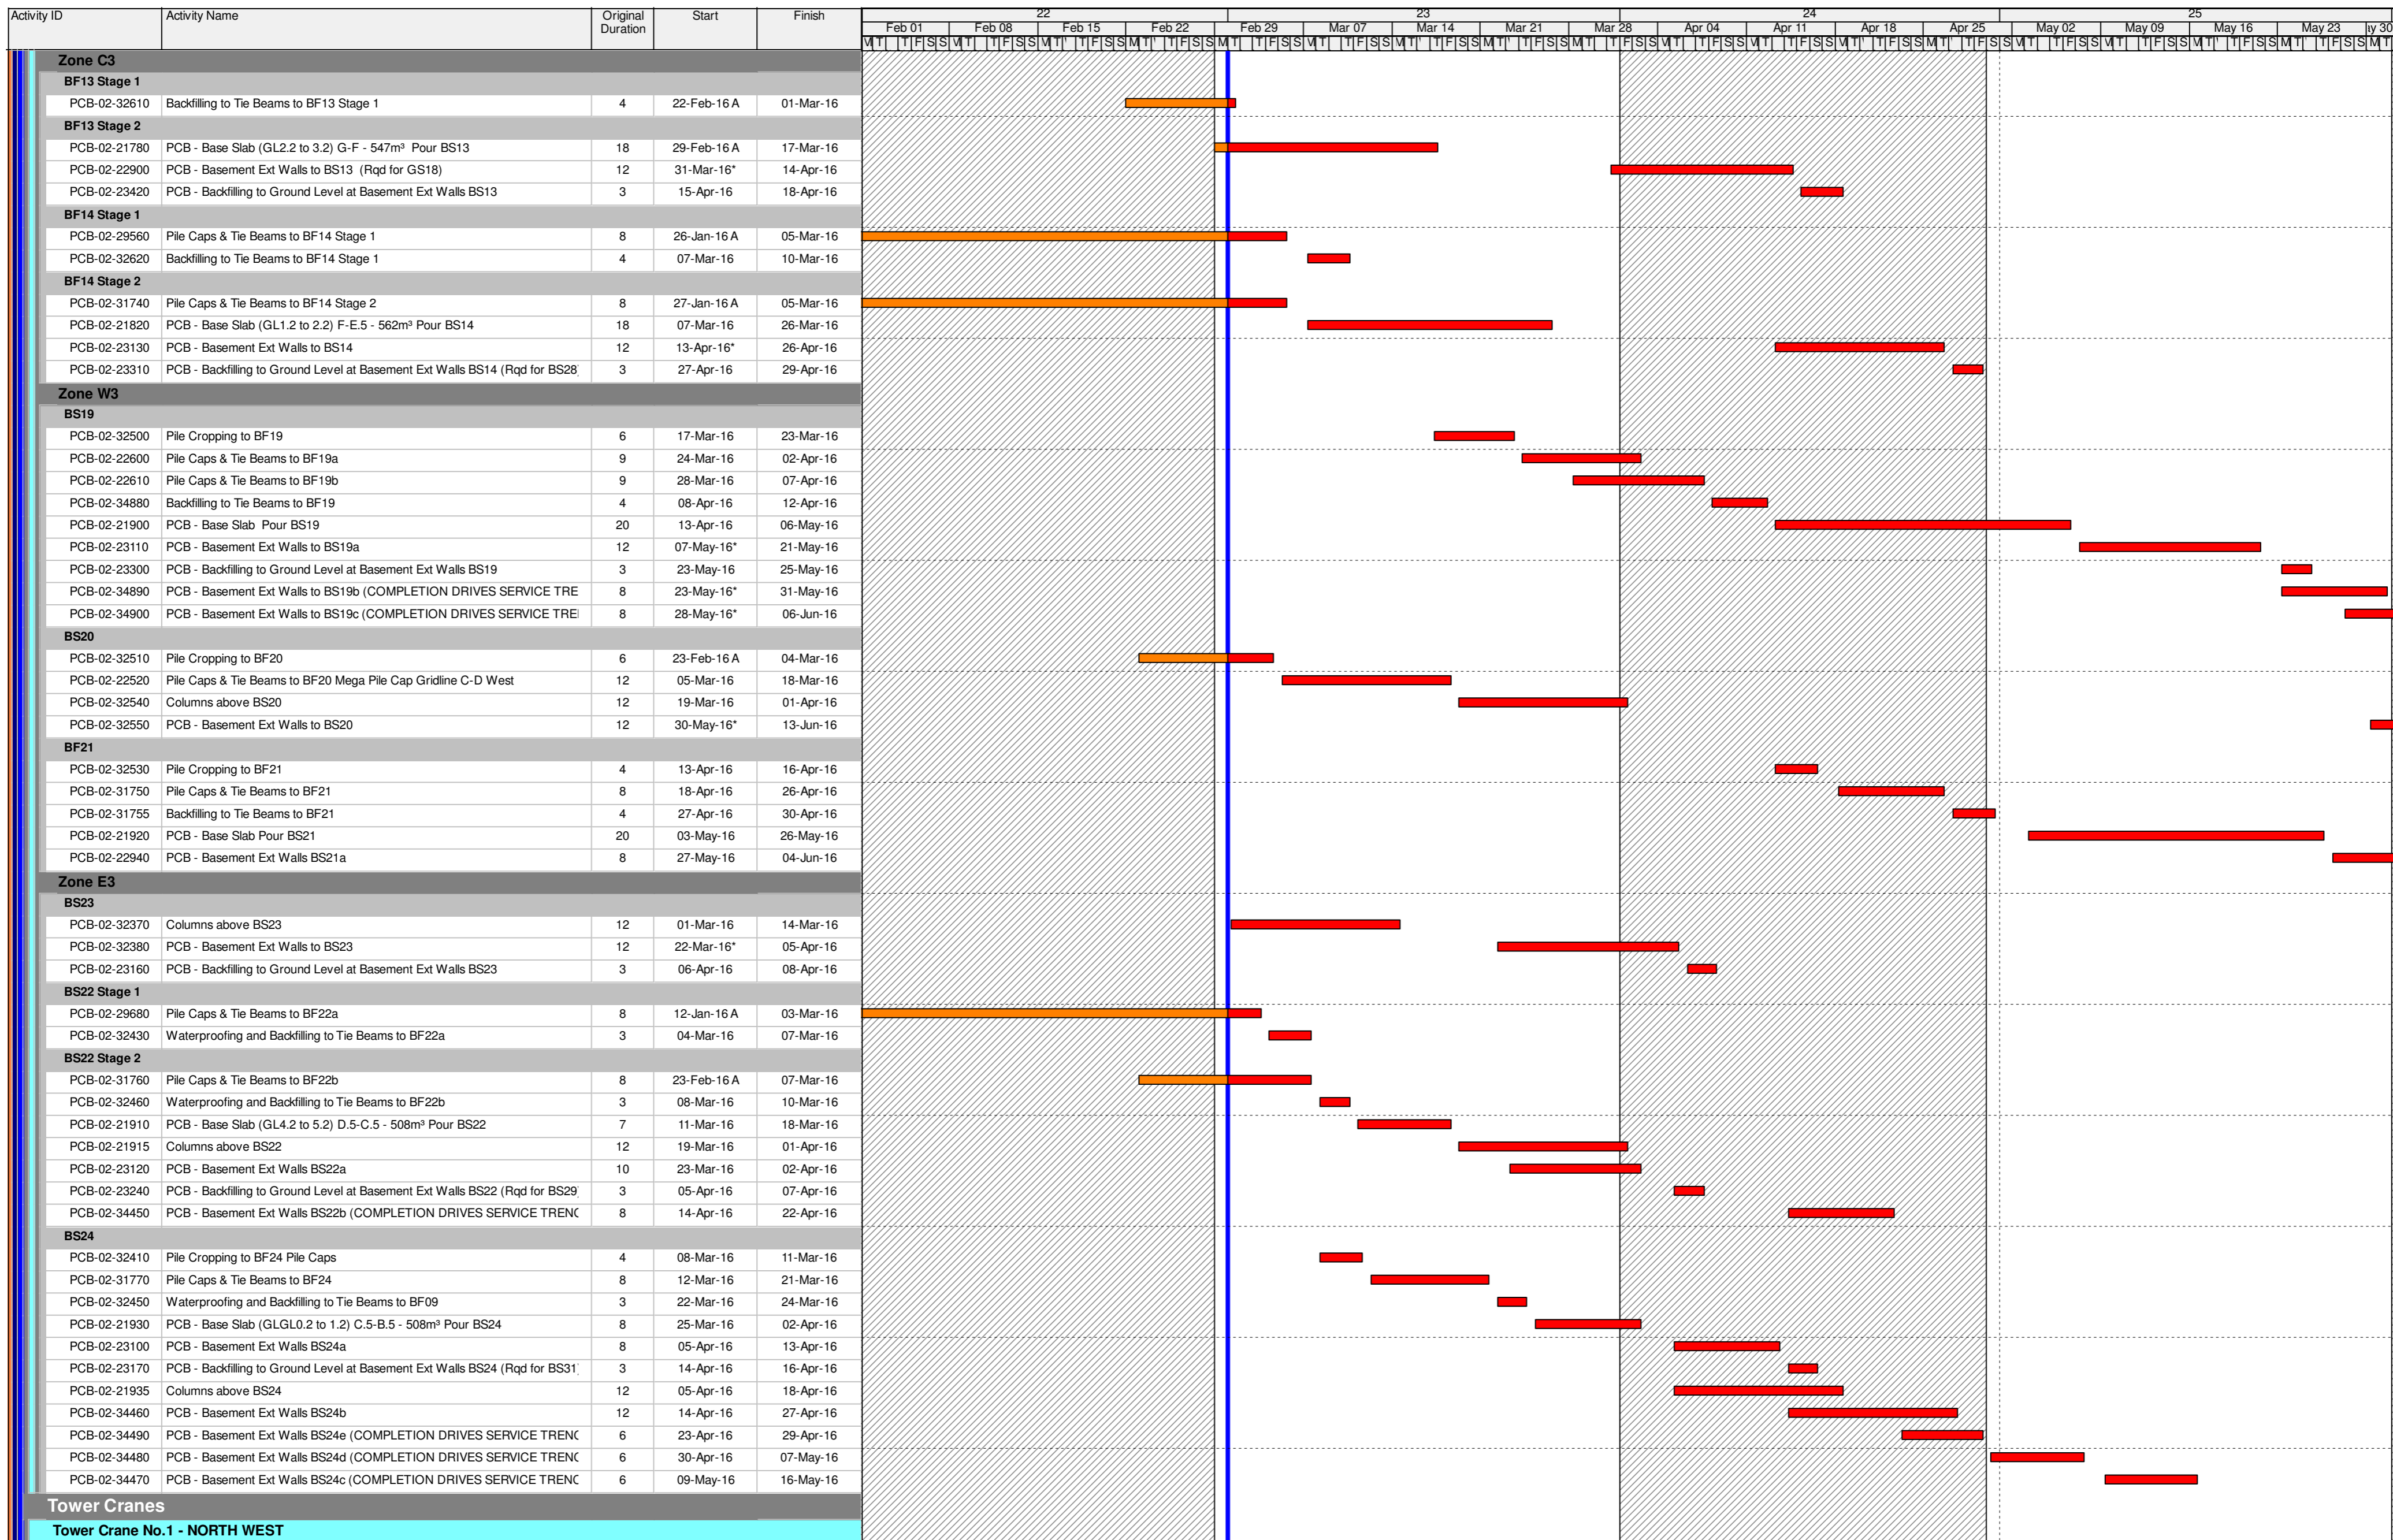 Activity ID Activity Name Original Duration Start Finish
22 23 24 25
Feb 01 Feb 08 Feb 15 Feb 22 Feb 29 Mar 07 Mar 14 Mar 21 Mar 28 Apr 04 Apr 11 Apr 18 Apr 25 May 02 May 09 May 16 May 23
Zone C3
BF13 Stage 1
PCB-02-32610 Backfilling to Tie Beams to BF13 Stage 1 4 22-Feb-16 A 01-Mar-16
BF13 Stage 2
PCB-02-21780 PCB - Base Slab (GL2.2 to 3.2) G-F - 547m³ Pour BS13 18 29-Feb-16 A 17-Mar-16
PCB-02-22900 PCB - Basement Ext Walls to BS13 (Rqd for GS18) 12 31-Mar-16* 14-Apr-16
PCB-02-23420 PCB - Backfilling to Ground Level at Basement Ext Walls BS13 3 15-Apr-16 18-Apr-16
BF14 Stage 1
PCB-02-29560 Pile Caps & Tie Beams to BF14 Stage 1 8 26-Jan-16 A 05-Mar-16
PCB-02-32620 Backfilling to Tie Beams to BF14 Stage 1 4 07-Mar-16 10-Mar-16
BF14 Stage 2
PCB-02-31740 Pile Caps & Tie Beams to BF14 Stage 2 8 27-Jan-16 A 05-Mar-16
PCB-02-21820 PCB - Base Slab (GL1.2 to 2.2) F-E.5 - 562m³ Pour BS14 18 07-Mar-16 26-Mar-16
PCB-02-23130 PCB - Basement Ext Walls to BS14 12 13-Apr-16* 26-Apr-16
PCB-02-23310 PCB - Backfilling to Ground Level at Basement Ext Walls BS14 (Rqd for BS28) 3 27-Apr-16 29-Apr-16
Zone W3
BS19
PCB-02-32500 Pile Cropping to BF19 6 17-Mar-16 23-Mar-16
PCB-02-22600 Pile Caps & Tie Beams to BF19a 9 24-Mar-16 02-Apr-16
PCB-02-22610 Pile Caps & Tie Beams to BF19b 9 28-Mar-16 07-Apr-16
PCB-02-34880 Backfilling to Tie Beams to BF19 4 08-Apr-16 12-Apr-16
PCB-02-21900 PCB - Base Slab Pour BS19 20 13-Apr-16 06-May-16
PCB-02-23110 PCB - Basement Ext Walls to BS19a 12 07-May-16* 21-May-16
PCB-02-23300 PCB - Backfilling to Ground Level at Basement Ext Walls BS19 3 23-May-16 25-May-16
PCB-02-34890 PCB - Basement Ext Walls to BS19b (COMPLETION DRIVES SERVICE TRE 8 23-May-16* 31-May-16
PCB-02-34900 PCB - Basement Ext Walls to BS19c (COMPLETION DRIVES SERVICE TRE 8 28-May-16* 06-Jun-16
BS20
PCB-02-32510 Pile Cropping to BF20 6 23-Feb-16 A 04-Mar-16
PCB-02-22520 Pile Caps & Tie Beams to BF20 Mega Pile Cap Gridline C-D West 12 05-Mar-16 18-Mar-16
PCB-02-32540 Columns above BS20 12 19-Mar-16 01-Apr-16
PCB-02-32550 PCB - Basement Ext Walls to BS20 12 30-May-16* 13-Jun-16
BF21
PCB-02-32530 Pile Cropping to BF21 4 13-Apr-16 16-Apr-16
PCB-02-31750 Pile Caps & Tie Beams to BF21 8 18-Apr-16 26-Apr-16
PCB-02-31755 Backfilling to Tie Beams to BF21 4 27-Apr-16 30-Apr-16
PCB-02-21920 PCB - Base Slab Pour BS21 20 03-May-16 26-May-16
PCB-02-22940 PCB - Basement Ext Walls BS21a 8 27-May-16 04-Jun-16
Zone E3
BS23
PCB-02-32370 Columns above BS23 12 01-Mar-16 14-Mar-16
PCB-02-32380 PCB - Basement Ext Walls to BS23 12 22-Mar-16* 05-Apr-16
PCB-02-23160 PCB - Backfilling to Ground Level at Basement Ext Walls BS23 3 06-Apr-16 08-Apr-16
BS22 Stage 1
PCB-02-29680 Pile Caps & Tie Beams to BF22a 8 12-Jan-16 A 03-Mar-16
PCB-02-32430 Waterproofing and Backfilling to Tie Beams to BF22a 3 04-Mar-16 07-Mar-16
BS22 Stage 2
PCB-02-31760 Pile Caps & Tie Beams to BF22b 8 23-Feb-16 A 07-Mar-16
PCB-02-32460 Waterproofing and Backfilling to Tie Beams to BF22b 3 08-Mar-16 10-Mar-16
PCB-02-21910 PCB - Base Slab (GL4.2 to 5.2) D.5-C.5 - 508m³ Pour BS22 7 11-Mar-16 18-Mar-16
PCB-02-21915 Columns above BS22 12 19-Mar-16 01-Apr-16
PCB-02-23120 PCB - Basement Ext Walls BS22a 10 23-Mar-16 02-Apr-16
PCB-02-23240 PCB - Backfilling to Ground Level at Basement Ext Walls BS22 (Rqd for BS29) 3 05-Apr-16 07-Apr-16
PCB-02-34450 PCB - Basement Ext Walls BS22b (COMPLETION DRIVES SERVICE TRENC 8 14-Apr-16 22-Apr-16
BS24
PCB-02-32410 Pile Cropping to BF24 Pile Caps 4 08-Mar-16 11-Mar-16
PCB-02-31770 Pile Caps & Tie Beams to BF24 8 12-Mar-16 21-Mar-16
PCB-02-32450 Waterproofing and Backfilling to Tie Beams to BF09 3 22-Mar-16 24-Mar-16
PCB-02-21930 PCB - Base Slab (GLGL0.2 to 1.2) C.5-B.5 - 508m³ Pour BS24 8 25-Mar-16 02-Apr-16
PCB-02-23100 PCB - Basement Ext Walls BS24a 8 05-Apr-16 13-Apr-16
PCB-02-23170 PCB - Backfilling to Ground Level at Basement Ext Walls BS24 (Rqd for BS31) 3 14-Apr-16 16-Apr-16
PCB-02-21935 Columns above BS24 12 05-Apr-16 18-Apr-16
PCB-02-34460 PCB - Basement Ext Walls BS24b 12 14-Apr-16 27-Apr-16
PCB-02-34490 PCB - Basement Ext Walls BS24e (COMPLETION DRIVES SERVICE TRENC 6 23-Apr-16 29-Apr-16
PCB-02-34480 PCB - Basement Ext Walls BS24d (COMPLETION DRIVES SERVICE TRENC 6 30-Apr-16 07-May-16
PCB-02-34470 PCB - Basement Ext Walls BS24c (COMPLETION DRIVES SERVICE TRENC 6 09-May-16 16-May-16
Tower Cranes
Tower Crane No.1 - NORTH WEST